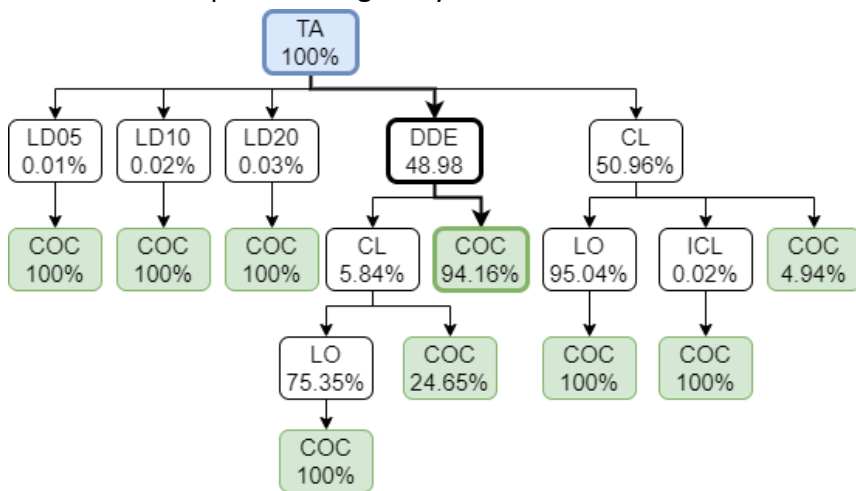 TA
100%
LD05
0.01%
LD10
0.02%
LD20
0.03%
DDE
48.98
CL
50.96%
COC
100%
COC
100%
COC
100%
CL
5.84%
COC
94.16%
LO
95.04%
ICL
0.02%
COC
4.94%
LO
75.35%
COC
24.65%
COC
100%
COC
100%
COC
100%